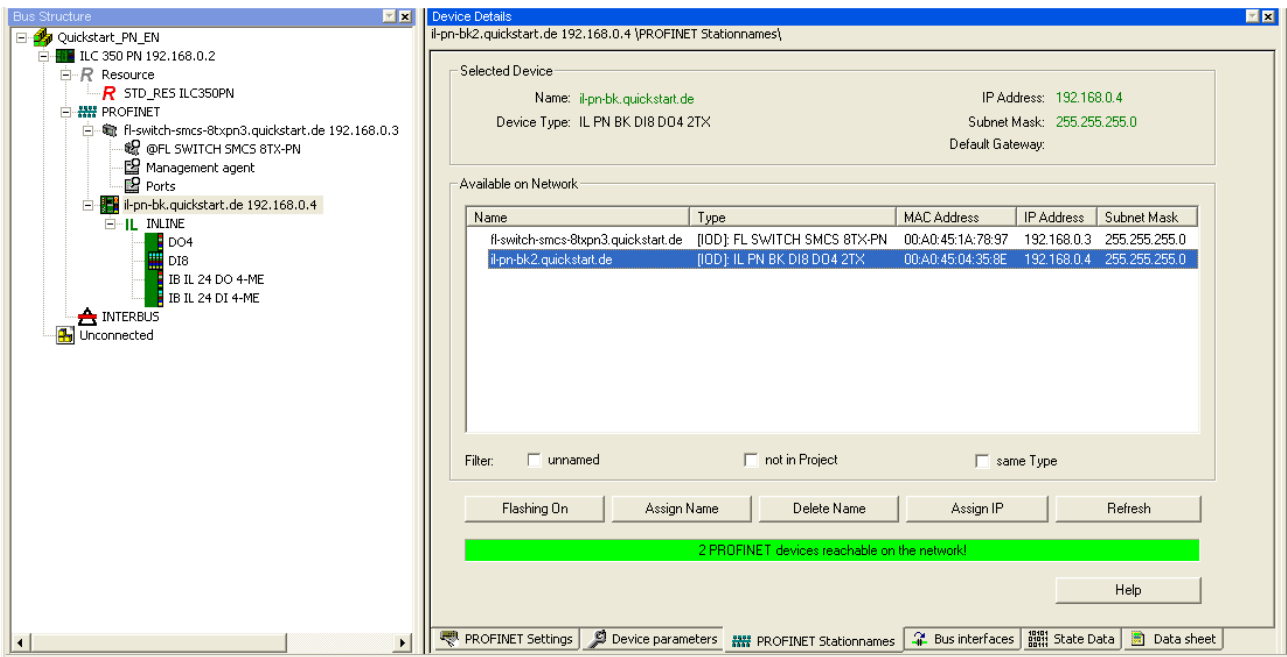 Bus Structure
Quickstart_PN_EN
ILC 350 PN 192.168.0.2
R Resource
R STD_RES ILC350PN
PROFINET
fl-switch-smcs-8txpn3.quickstart.de 192.168.0.3
@FL SWITCH SMCS 8TX-PN
Management agent
Ports
il-pn-bk.quickstart.de 192.168.0.4
IL INLINE
DO4
DI8
IB IL 24 DO 4-ME
IB IL 24 DI 4-ME
INTERBUS
Unconnected
Device Details
il-pn-bk2.quickstart.de 192.168.0.4 \PROFINET Stationnames\
Selected Device
Name: il-pn-bk.quickstart.de IP Address: 192.168.0.4
Device Type: IL PN BK DI8 DO4 2TX Subnet Mask: 255.255.255.0
Default Gateway:
Available on Network
Name Type MAC Address IP Address Subnet Mask
fl-switch-smcs-8txpn3.quickstart.de [IOD]: FL SWITCH SMCS 8TX-PN 00:A0:45:1A:78:97 192.168.0.3 255.255.255.0
il-pn-bk2.quickstart.de [IOD]: IL PN BK DI8 DO4 2TX 00:A0:45:04:35:8E 192.168.0.4 255.255.255.0
Filter: unnamed not in Project same Type
Flashing On Assign Name Delete Name Assign IP Refresh
2 PROFINET devices reachable on the network!
Help
PROFINET Settings Device parameters PROFINET Stationnames Bus interfaces State Data Data sheet